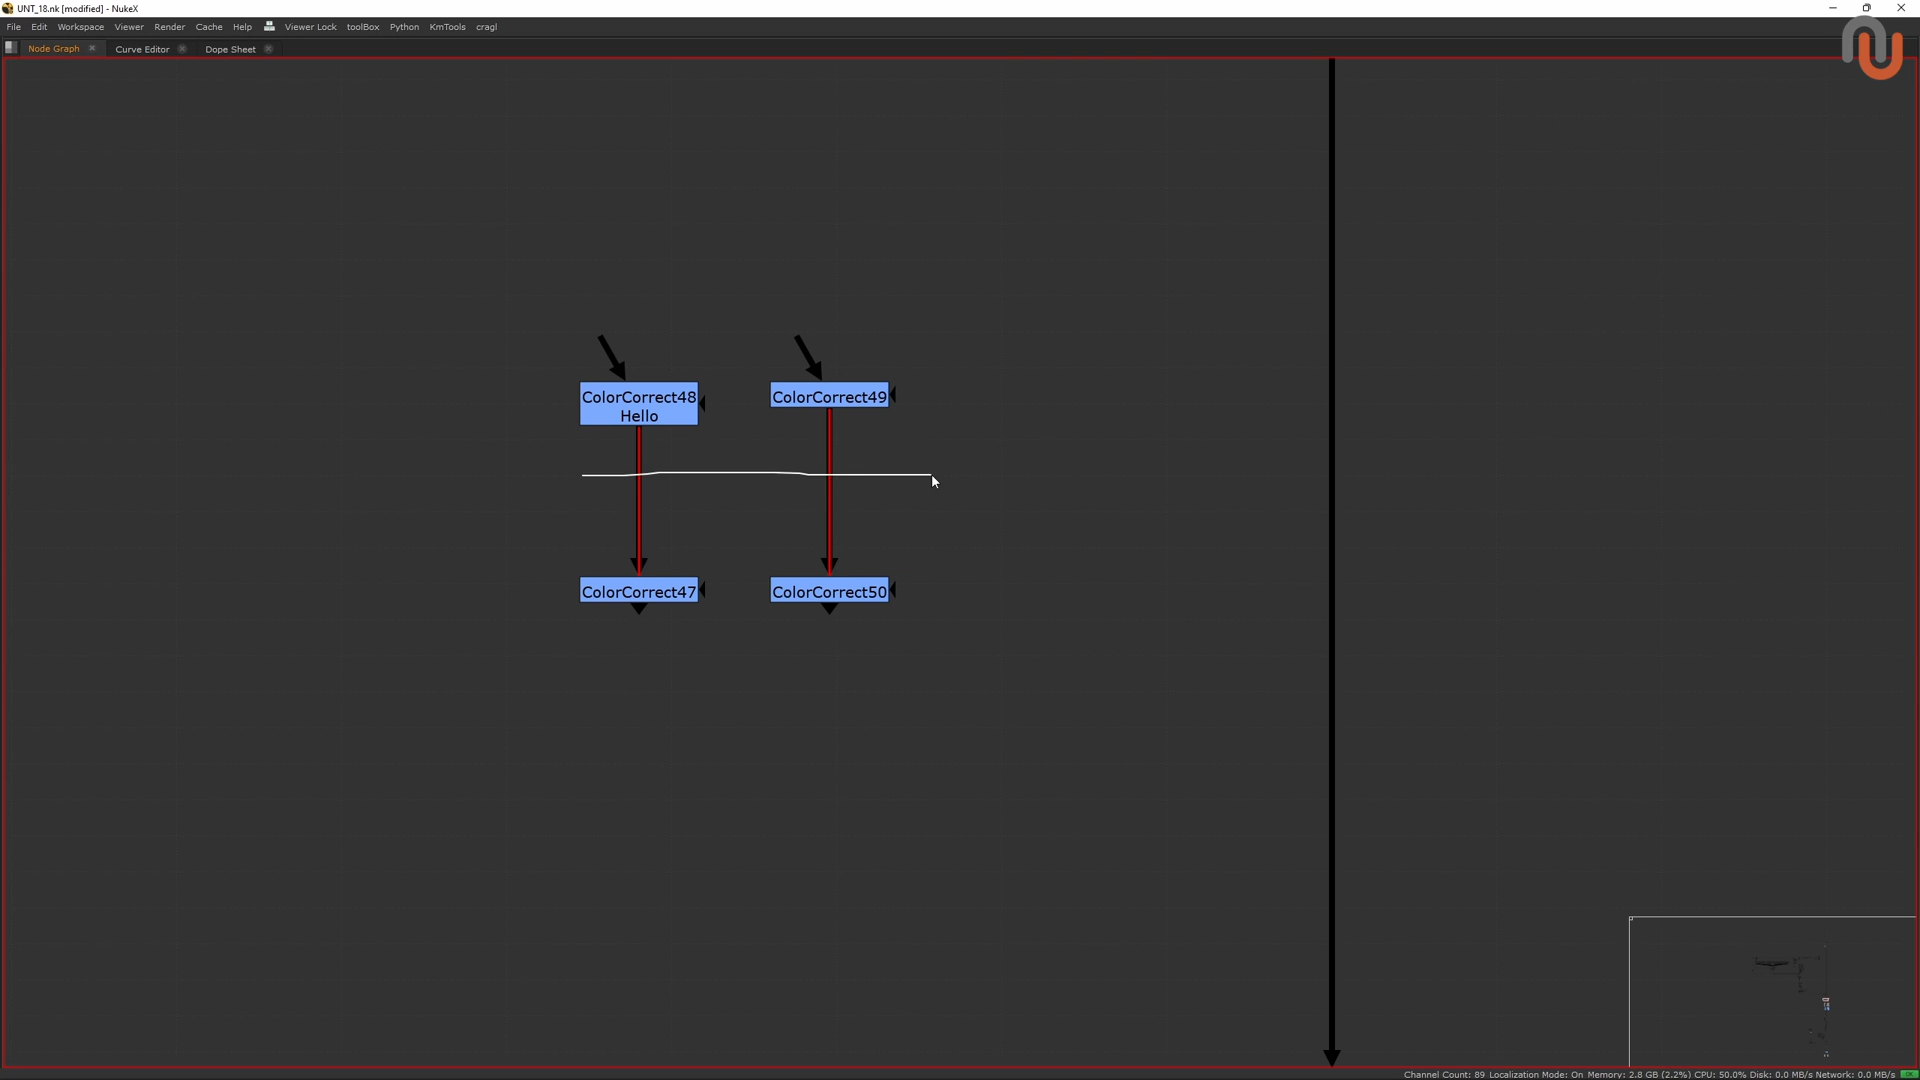 UNT_18.nk [modified] - NukeX
File Edit Workspace Viewer Render Cache Help Viewer Lock toolBox Python KmTools cragl
Node Graph Curve Editor Dope Sheet
ColorCorrect48
Hello
ColorCorrect49
ColorCorrect47
ColorCorrect50
Channel Count: 89 Localization Mode: On Memory: 2.8 GB (2.2%) CPU: 50.0% Disk: 0.0 MB/s Network: 0.0 MB/s OK